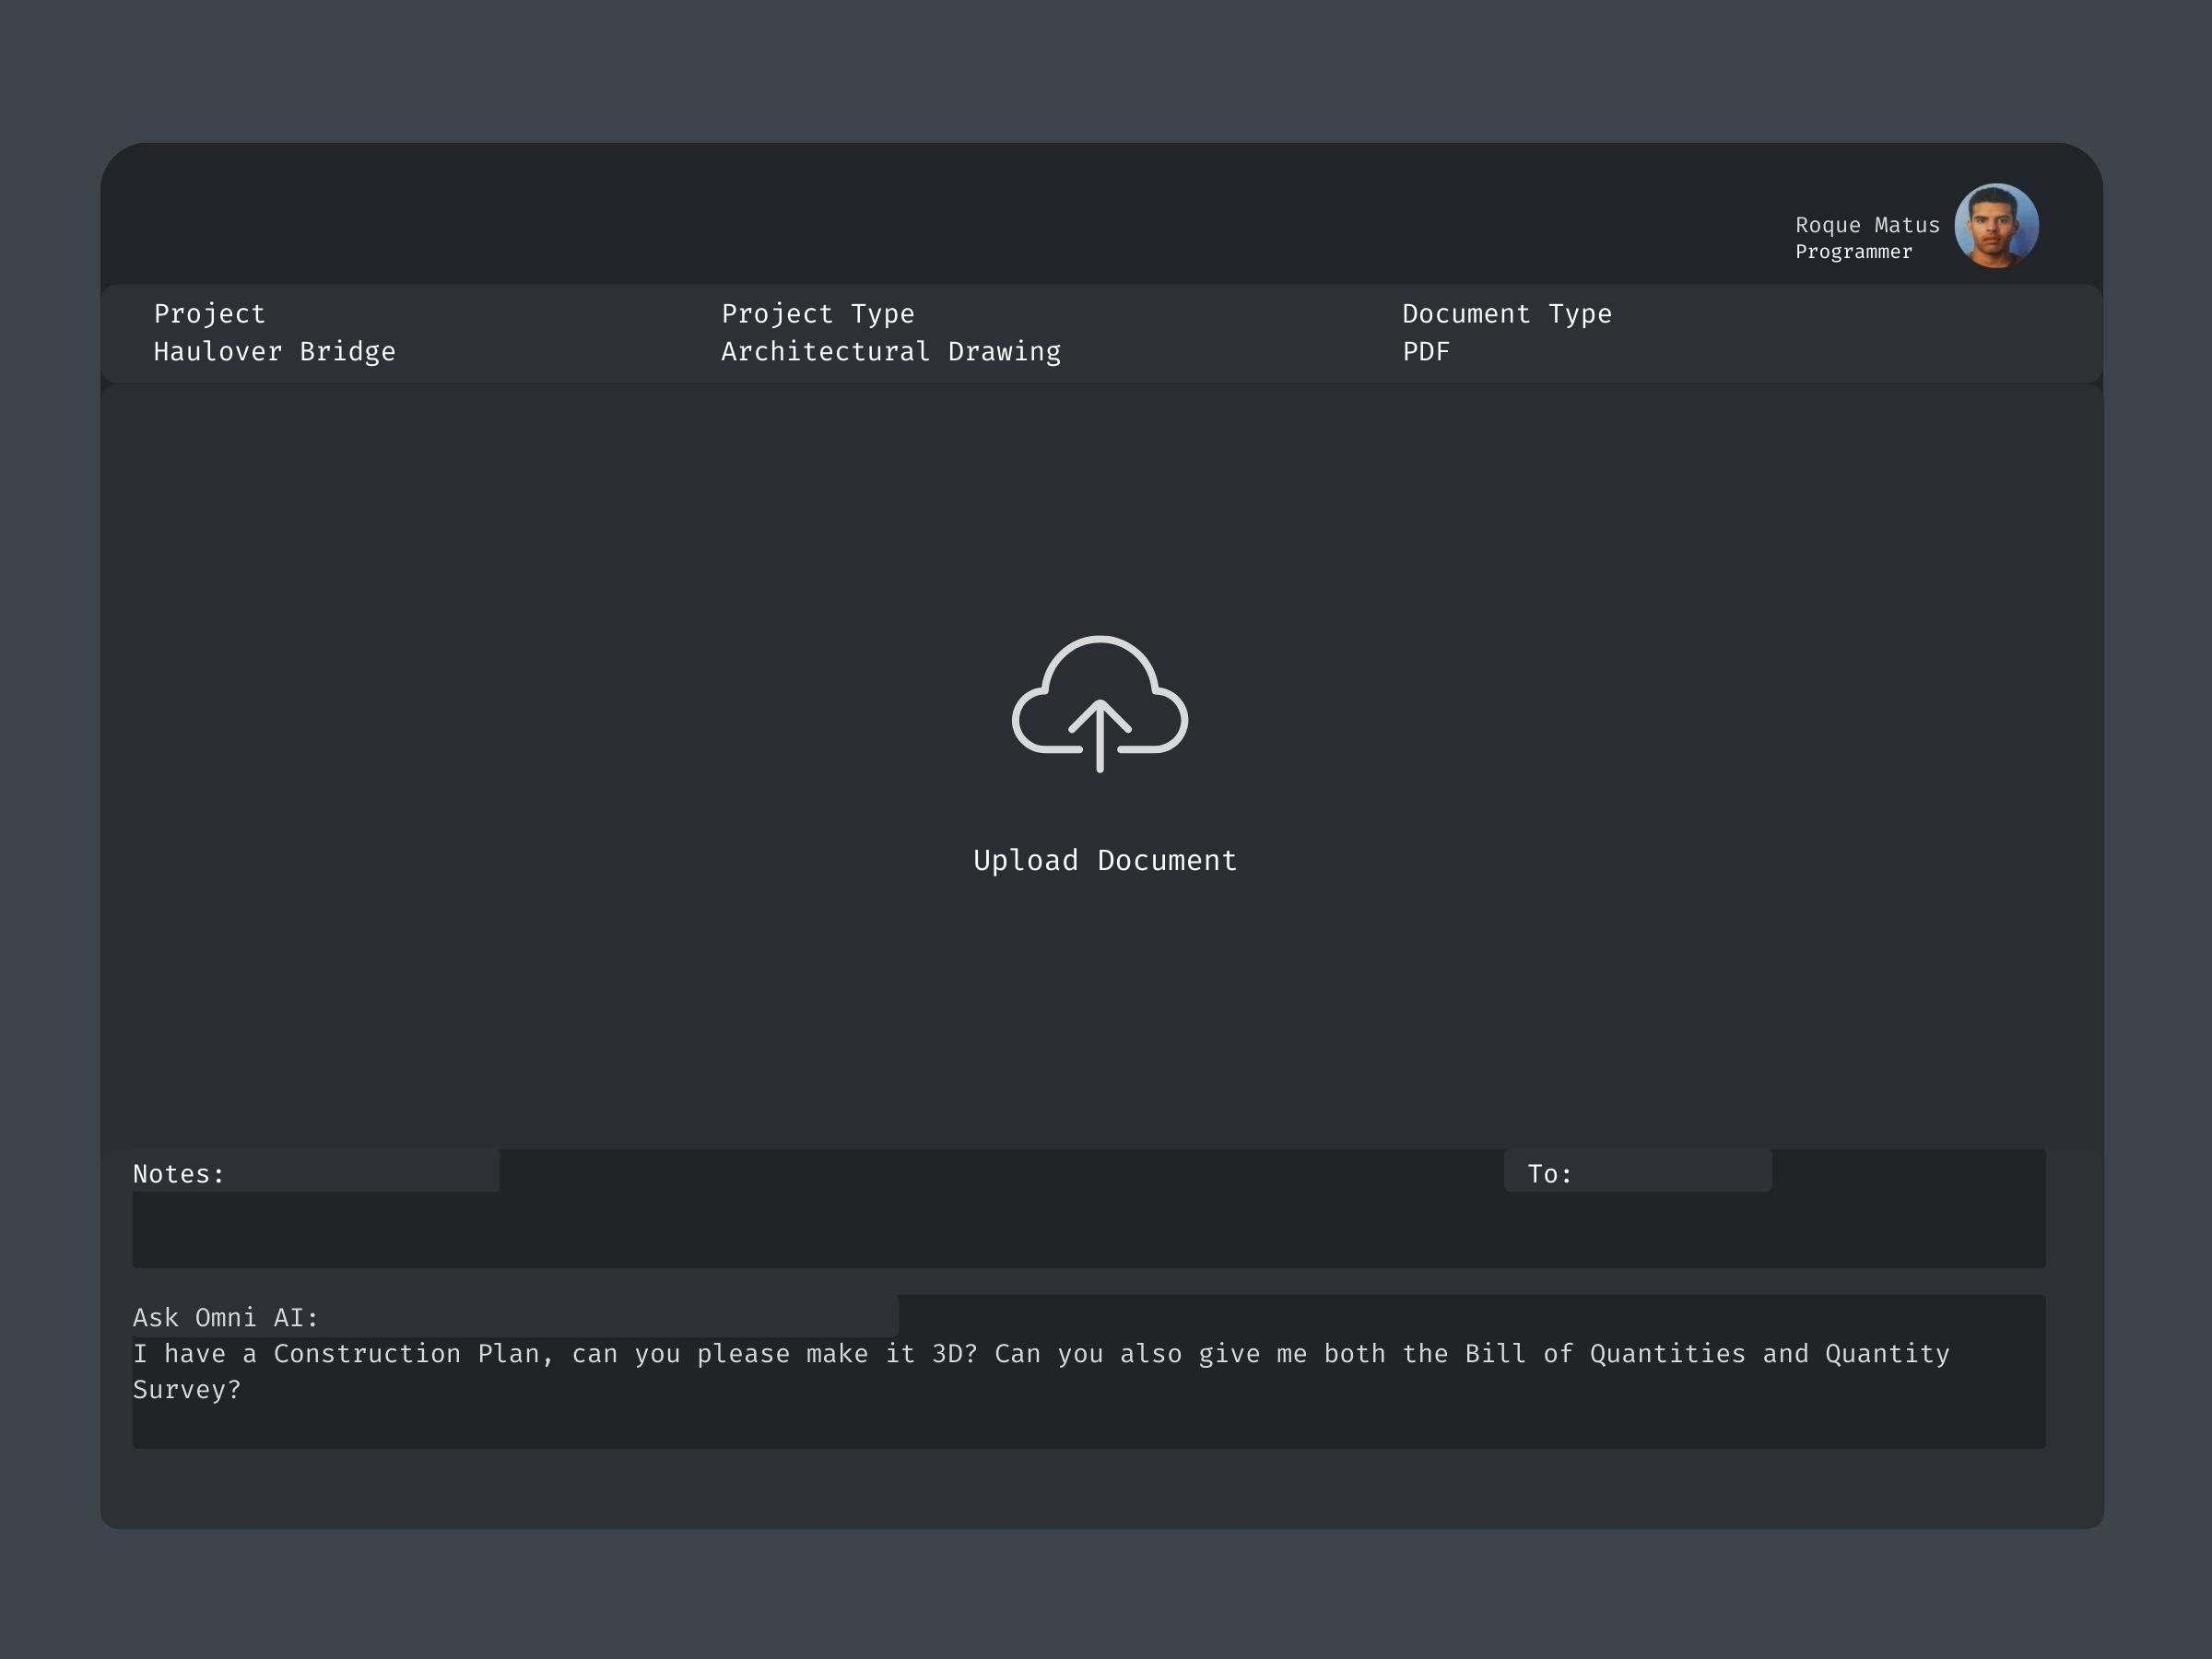 Roque Matus
Programmer
Project
Haulover Bridge
Project Type
Architectural Drawing
Document Type
PDF
Upload Document
Notes:
To:
Ask Omni AI:
I have a Construction Plan, can you please make it 3D? Can you also give me both the Bill of Quantities and Quantity
Survey?